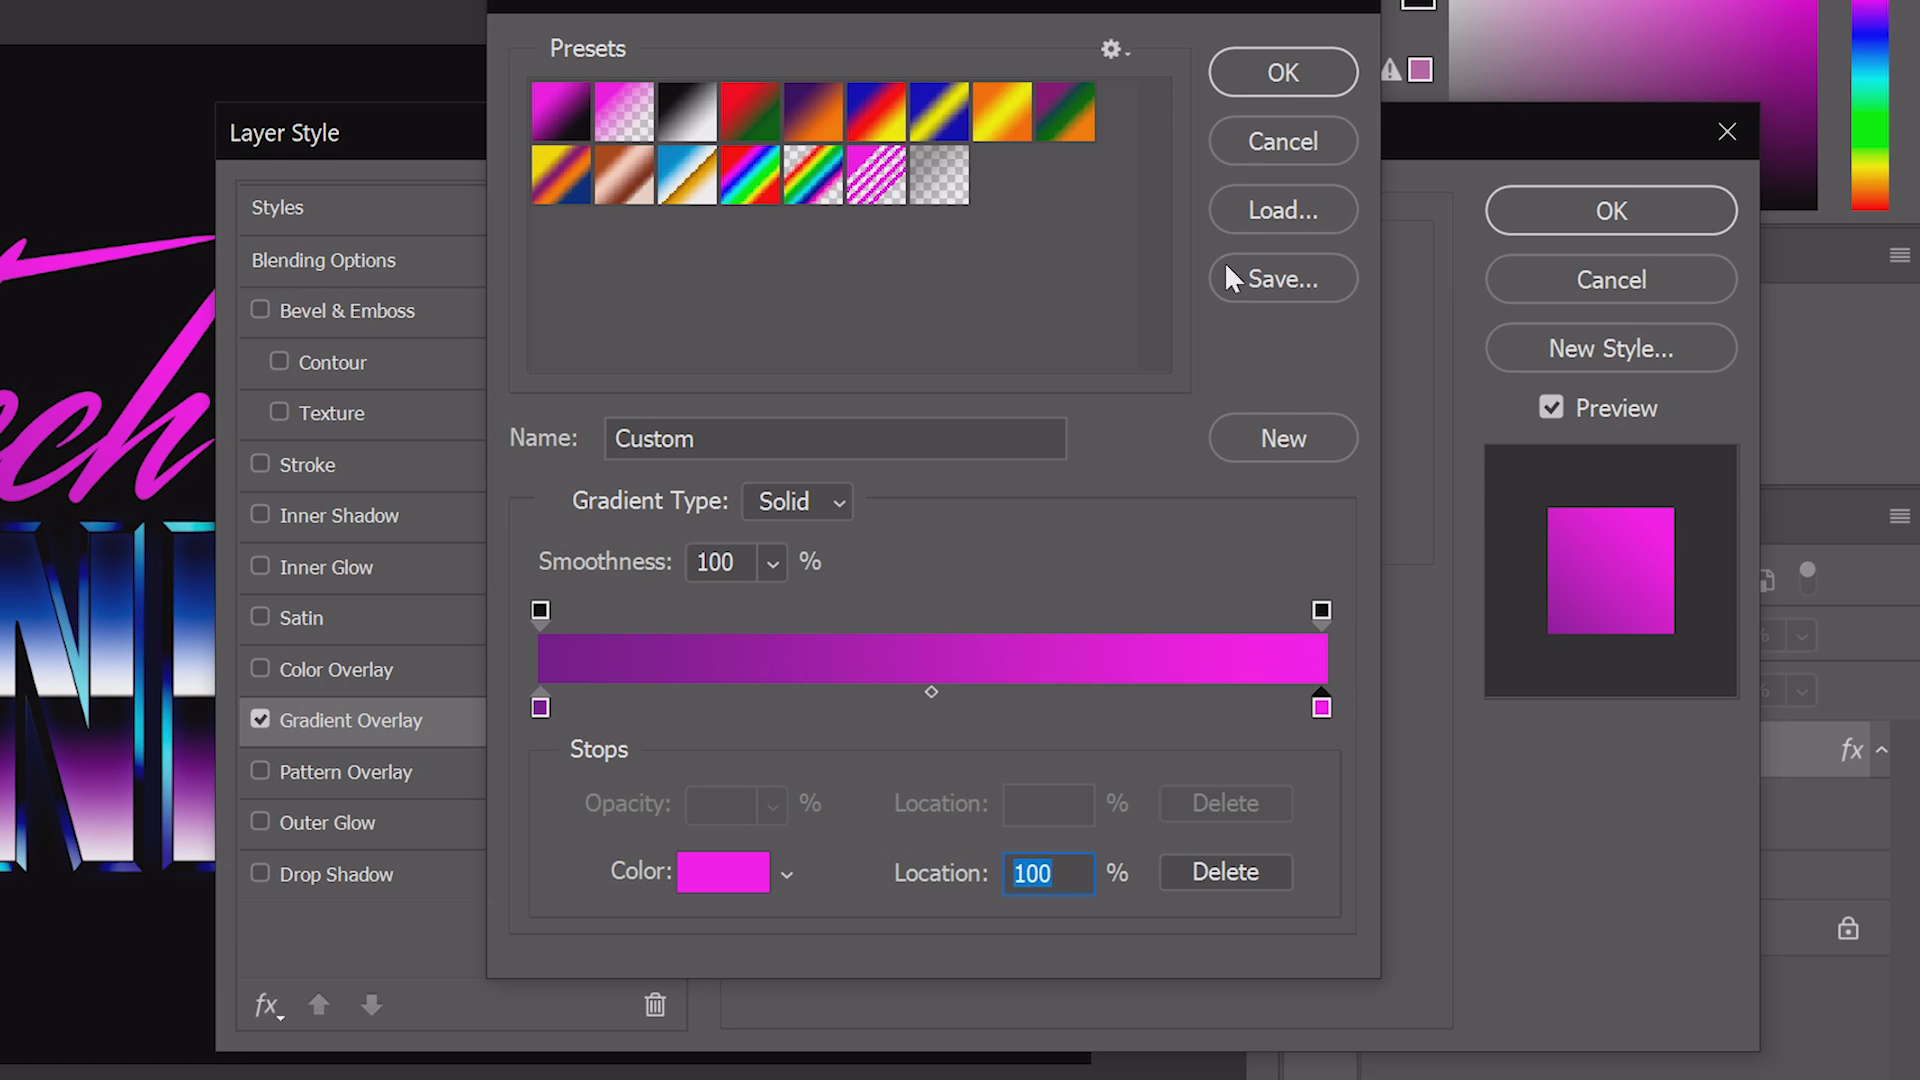 Presets
OK
Cancel
Load...
Save...
Name: Custom
New
Gradient Type: Solid
Smoothness: 100 %
Stops
Opacity: % Location: % Delete
Color: Location: 100 % Delete
Layer Style
Styles
Blending Options
Bevel & Emboss
Contour
Texture
Stroke
Inner Shadow
Inner Glow
Satin
Color Overlay
Gradient Overlay
Pattern Overlay
Outer Glow
Drop Shadow
fx
OK
Cancel
New Style...
Preview
%
%
fx
ech